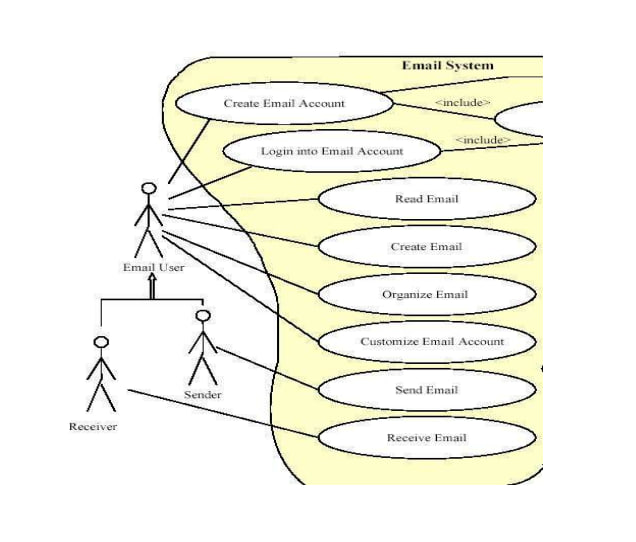 Email System
Create Email Account
<include>
<include>
Login into Email Account
Read Email
Create Email
Email User
Organize Email
Customize Email Account
Sender
Send Email
Receiver
Receive Email